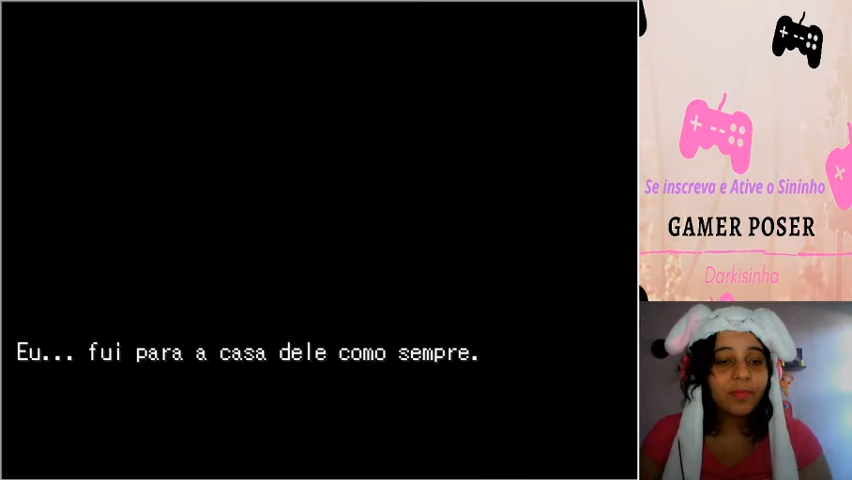 Eu... fui para a casa dele como sempre.
Se inscreva e Ative o Sininho
GAMER POSER
Darkisinha